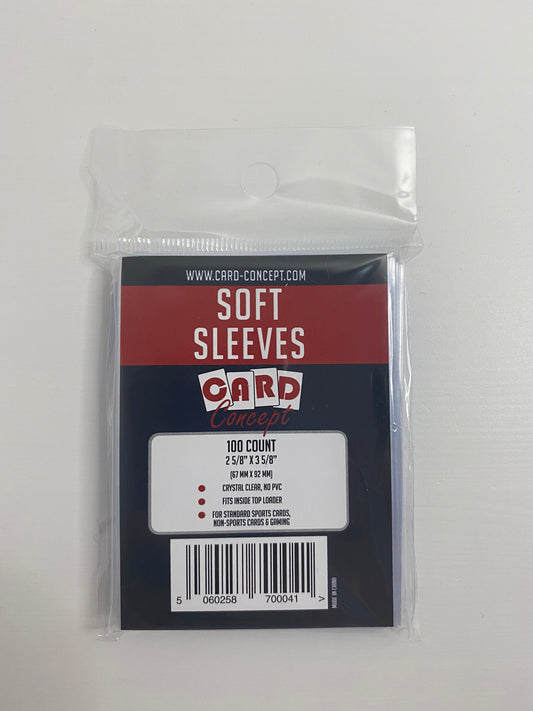 WWW.CARD-CONCEPT.COM
SOFT
SLEEVES
CARD
Concept
100 COUNT
2 5/8" X 3 5/8"
(67 MM X 92 MM)
CRYSTAL CLEAR, NO PVC
FITS INSIDE TOP LOADER
FOR STANDARD SPORTS CARDS,
NON-SPORTS CARDS & GAMING
5 060258 700041 >
MADE IN CHINA